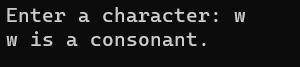 Enter a character: w
w is a consonant.